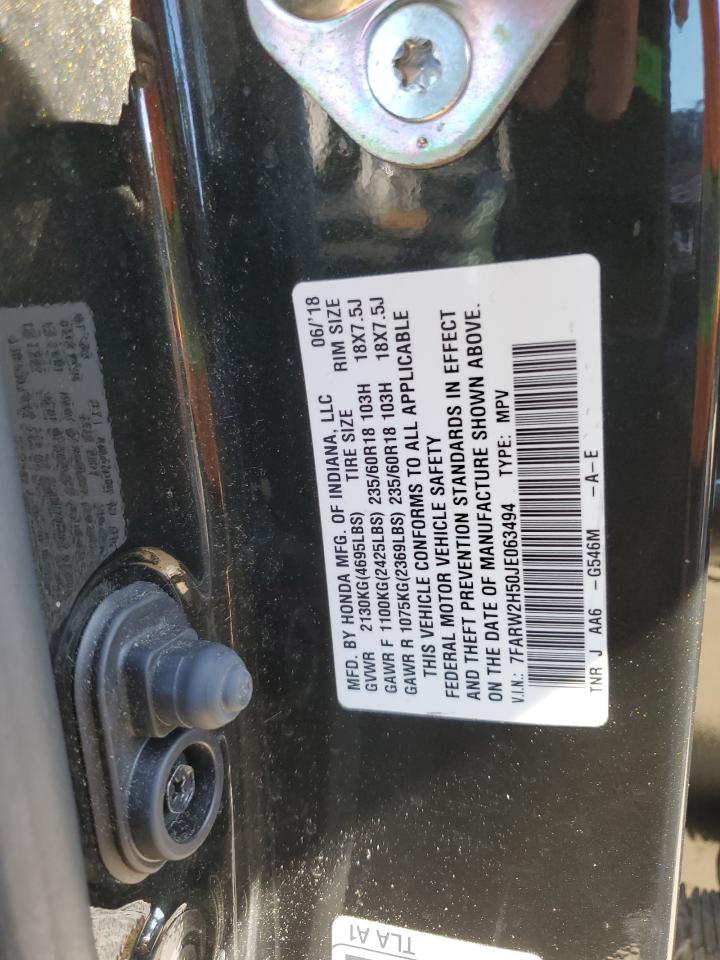 MFD. BY HONDA MFG. OF INDIANA, LLC 06/'18
GVWR 2130KG(4695LBS) TIRE SIZE RIM SIZE
GAWR F 1100KG(2425LBS) 235/60R18 103H 18X7.5J
GAWR R 1075KG(2369LBS) 235/60R18 103H 18X7.5J
THIS VEHICLE CONFORMS TO ALL APPLICABLE
FEDERAL MOTOR VEHICLE SAFETY
AND THEFT PREVENTION STANDARDS IN EFFECT
ON THE DATE OF MANUFACTURE SHOWN ABOVE.
V.I.N.: 7FARW2H50JE063494 TYPE: MPV
TNR J AA6 -G546M -A-E
TLA A1